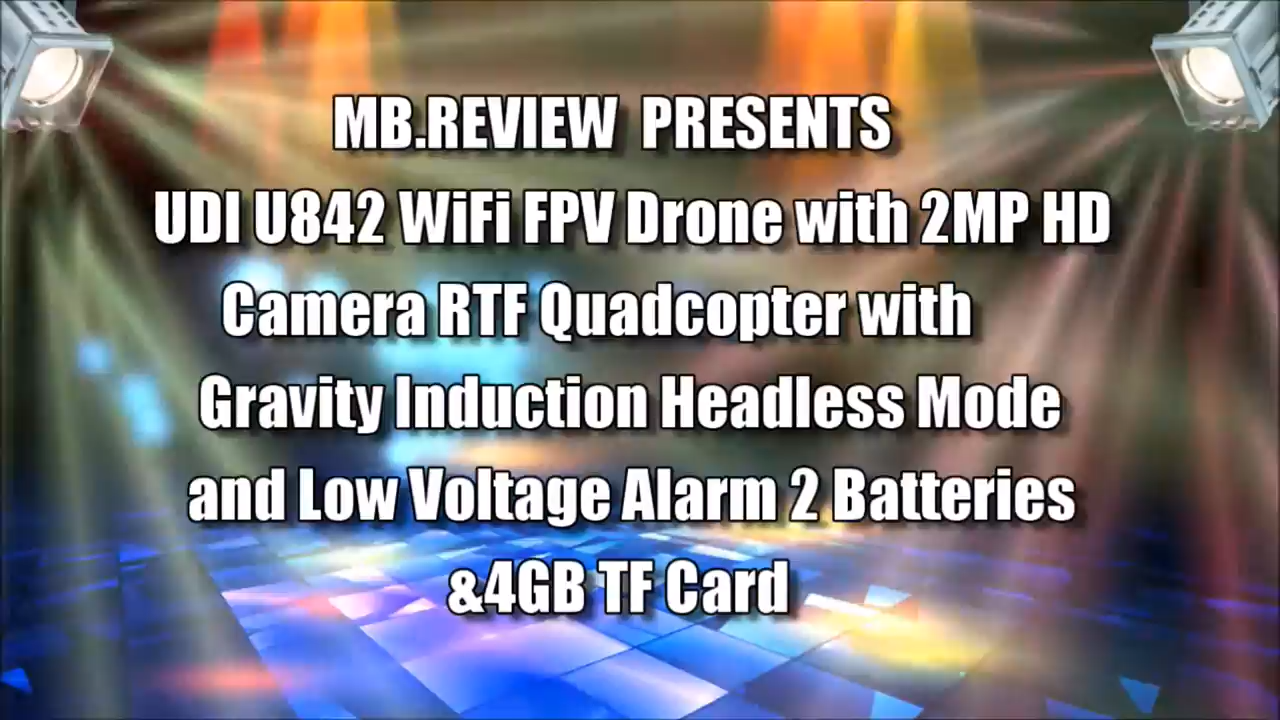 MB.REVIEW PRESENTS
UDI U842 WiFi FPV Drone with 2MP HD
Camera RTF Quadcopter with
Gravity Induction Headless Mode
and Low Voltage Alarm 2 Batteries
&4GB TF Card